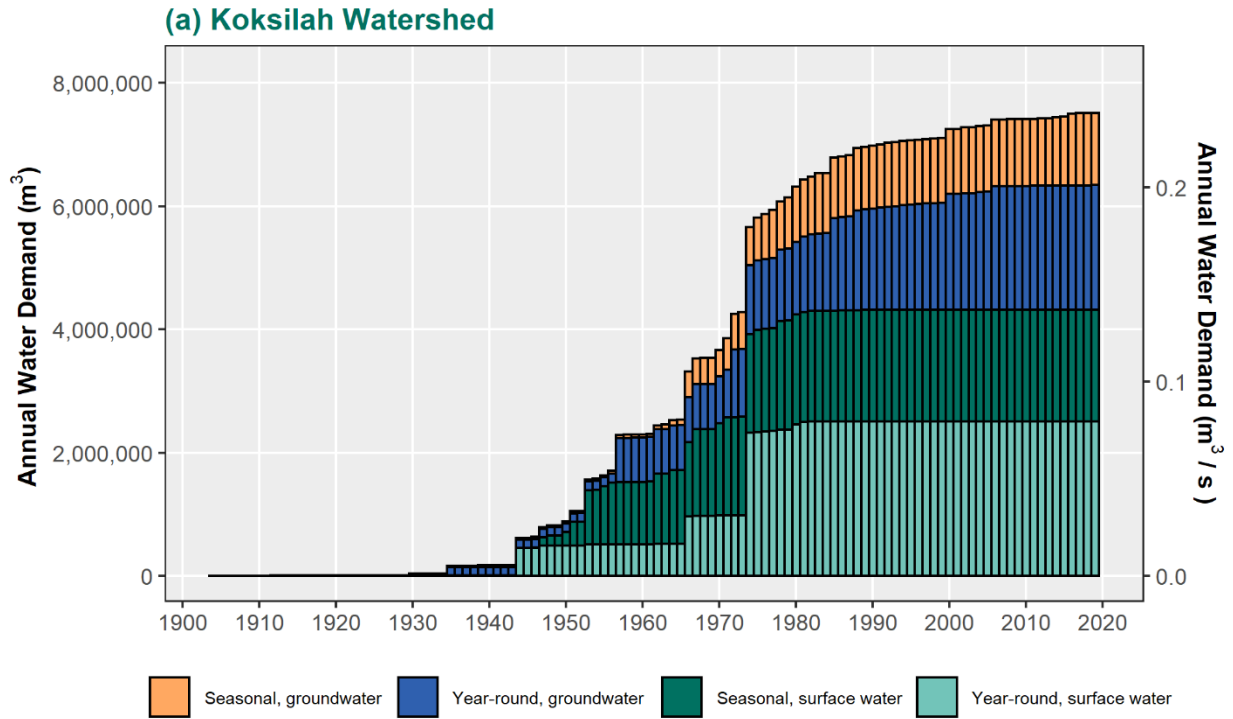 (a) Koksilah Watershed
Annual Water Demand (m³)
8,000,000
6,000,000
4,000,000
2,000,000
0
Annual Water Demand (m³ / s )
0.2
0.1
0.0
1900 1910 1920 1930 1940 1950 1960 1970 1980 1990 2000 2010 2020
Seasonal, groundwater Year-round, groundwater Seasonal, surface water Year-round, surface water